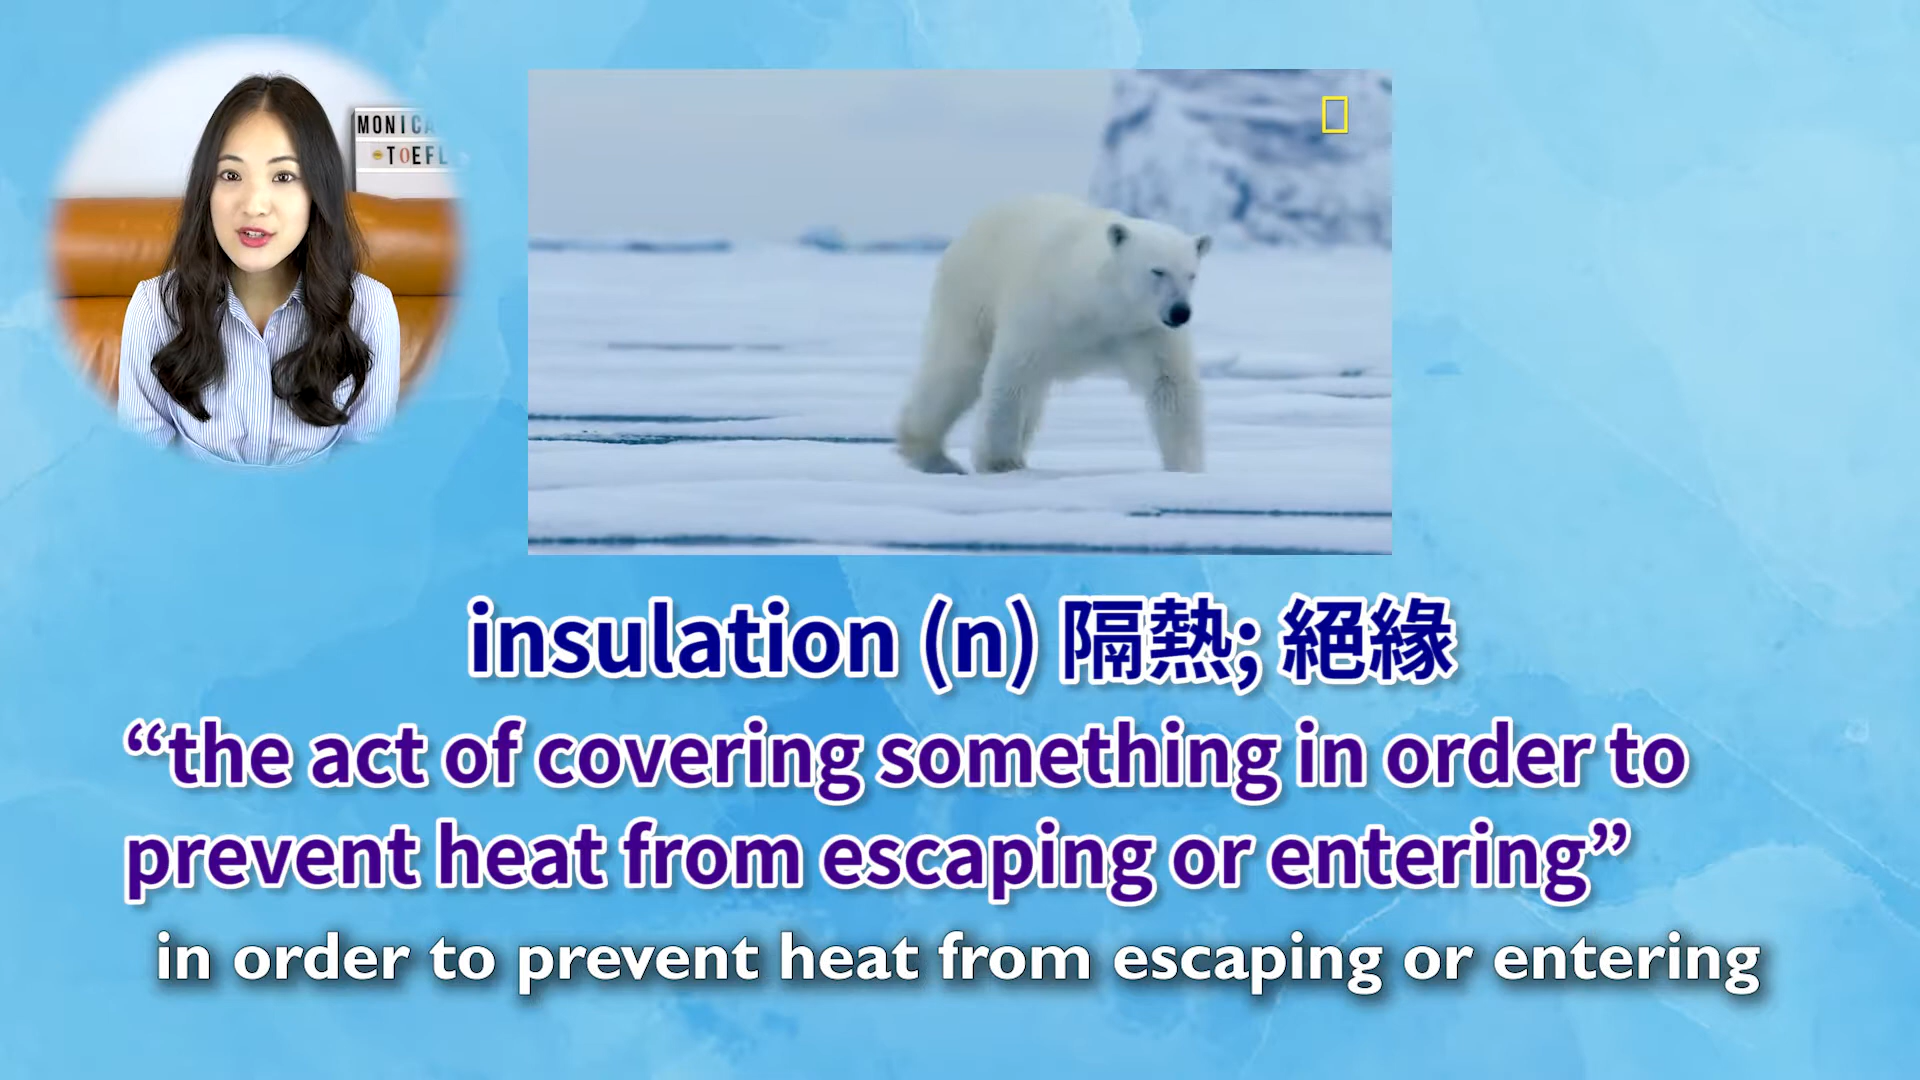 MONICA
TOEFL
insulation (n) 隔熱; 絕緣
“the act of covering something in order to
prevent heat from escaping or entering”
in order to prevent heat from escaping or entering